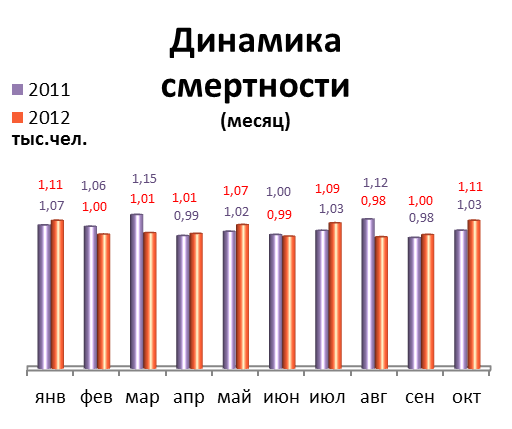 Динамика
смертности
(месяц)
2011
2012
тыс.чел.
1,11 1,06 1,15 1,01 1,07 1,00 1,09 1,12 1,00 1,11
1,07 1,00 1,01 0,99 1,02 0,99 1,03 0,98 0,98 1,03
янв фев мар апр май июн июл авг сен окт